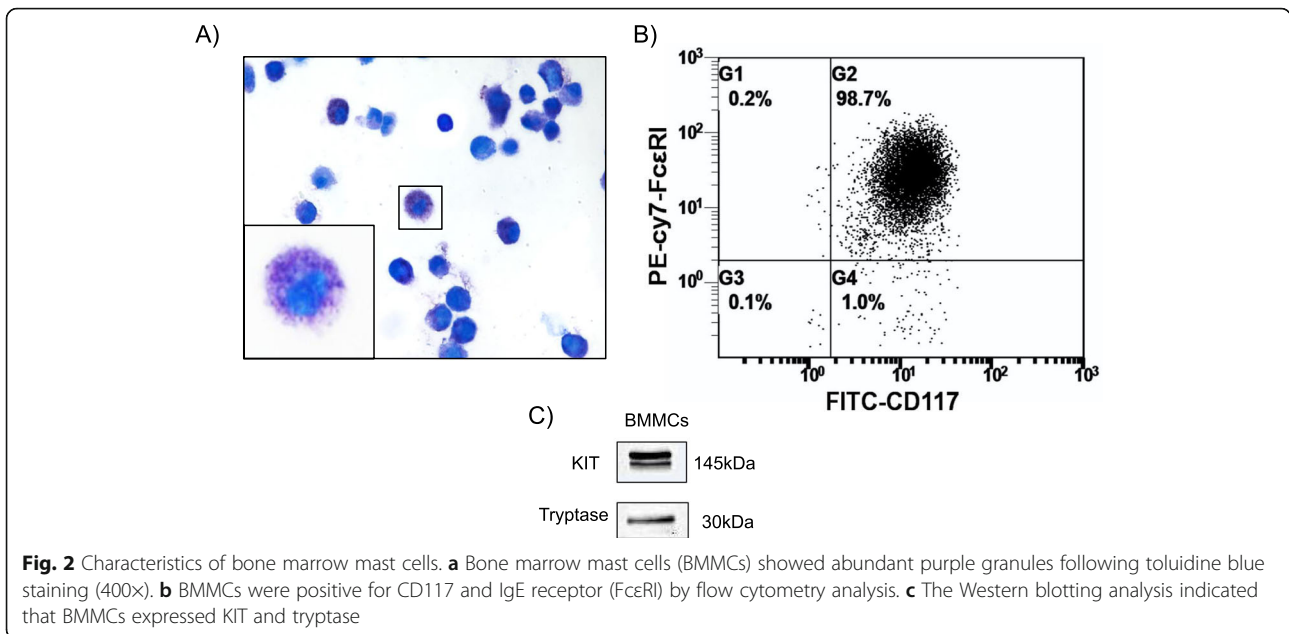 A)
B)
10³
10²
10¹
10⁰
PE-cy7-FcεRI
G1
0.2%
G2
98.7%
G3
0.1%
G4
1.0%
10⁰ 10¹ 10² 10³
FITC-CD117
C)
BMMCs
KIT 145kDa
Tryptase 30kDa
Fig. 2 Characteristics of bone marrow mast cells. a Bone marrow mast cells (BMMCs) showed abundant purple granules following toluidine blue
staining (400×). b BMMCs were positive for CD117 and IgE receptor (FcεRI) by flow cytometry analysis. c The Western blotting analysis indicated
that BMMCs expressed KIT and tryptase